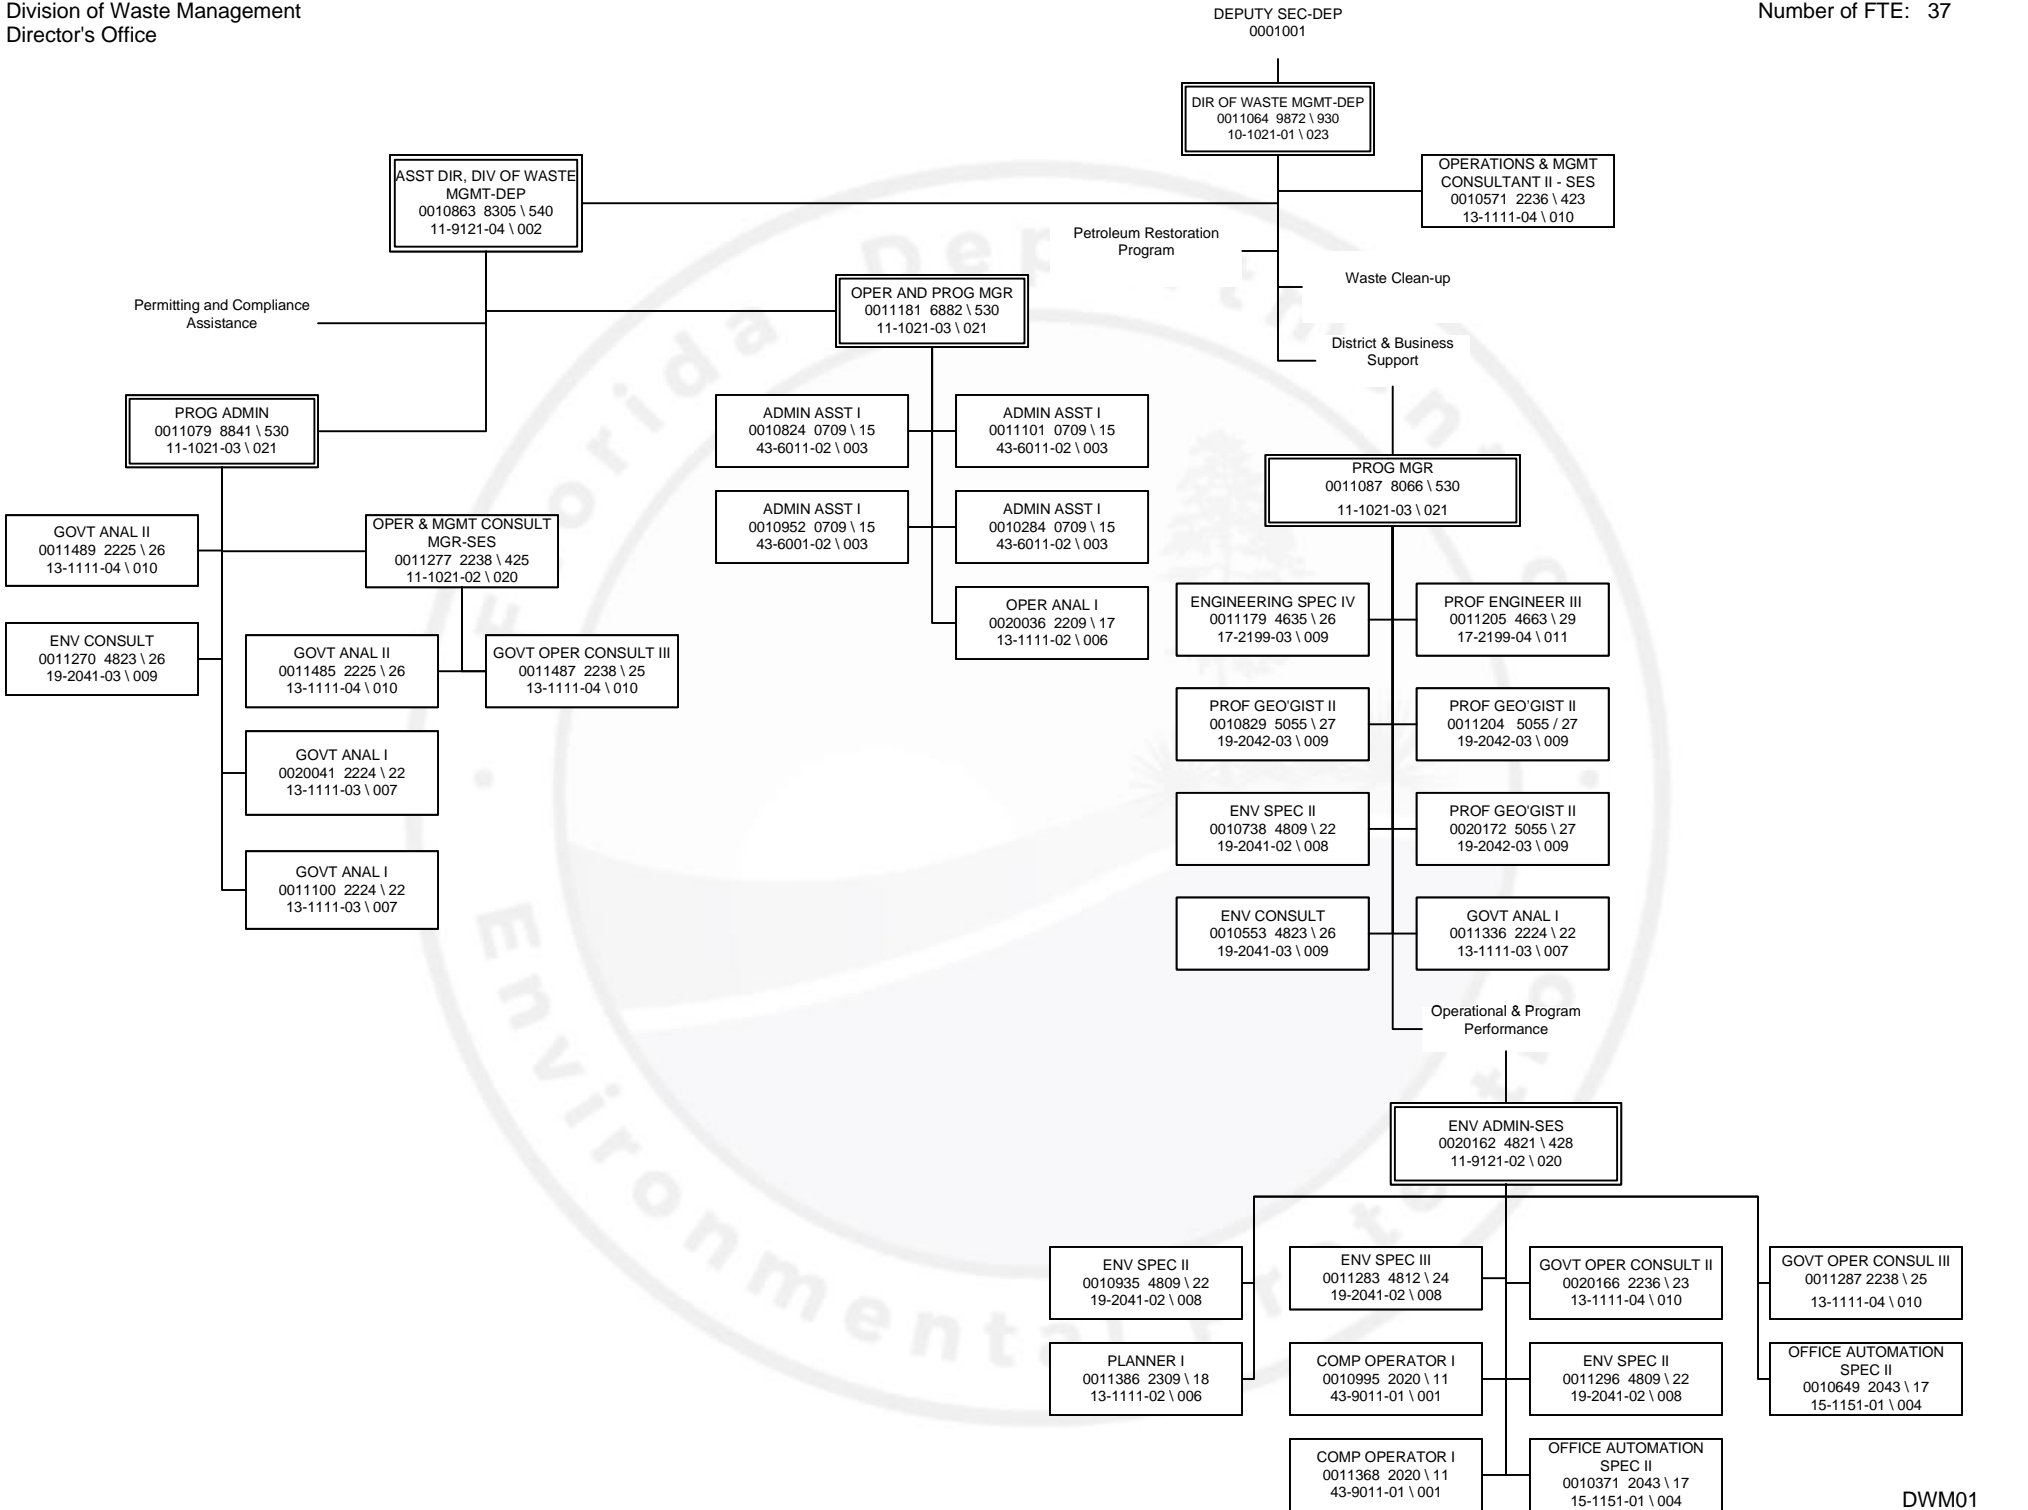 Division of Waste Management
Director's Office
Number of FTE: 37
DEPUTY SEC-DEP
0001001
DIR OF WASTE MGMT-DEP
0011064 9872 \ 930
10-1021-01 \ 023
ASST DIR, DIV OF WASTE
MGMT-DEP
0010863 8305 \ 540
11-9121-04 \ 002
OPERATIONS & MGMT
CONSULTANT II - SES
0010571 2236 \ 423
13-1111-04 \ 010
Petroleum Restoration
Program
Waste Clean-up
District & Business
Support
Permitting and Compliance
Assistance
OPER AND PROG MGR
0011181 6882 \ 530
11-1021-03 \ 021
PROG ADMIN
0011079 8841 \ 530
11-1021-03 \ 021
ADMIN ASST I
0010824 0709 \ 15
43-6011-02 \ 003
ADMIN ASST I
0011101 0709 \ 15
43-6011-02 \ 003
ADMIN ASST I
0010952 0709 \ 15
43-6001-02 \ 003
ADMIN ASST I
0010284 0709 \ 15
43-6011-02 \ 003
OPER ANAL I
0020036 2209 \ 17
13-1111-02 \ 006
GOVT ANAL II
0011489 2225 \ 26
13-1111-04 \ 010
OPER & MGMT CONSULT
MGR-SES
0011277 2238 \ 425
11-1021-02 \ 020
ENV CONSULT
0011270 4823 \ 26
19-2041-03 \ 009
GOVT ANAL II
0011485 2225 \ 26
13-1111-04 \ 010
GOVT OPER CONSULT III
0011487 2238 \ 25
13-1111-04 \ 010
GOVT ANAL I
0020041 2224 \ 22
13-1111-03 \ 007
GOVT ANAL I
0011100 2224 \ 22
13-1111-03 \ 007
PROG MGR
0011087 8066 \ 530
11-1021-03 \ 021
ENGINEERING SPEC IV
0011179 4635 \ 26
17-2199-03 \ 009
PROF ENGINEER III
0011205 4663 \ 29
17-2199-04 \ 011
PROF GEO'GIST II
0010829 5055 \ 27
19-2042-03 \ 009
PROF GEO'GIST II
0011204 5055 / 27
19-2042-03 \ 009
ENV SPEC II
0010738 4809 \ 22
19-2041-02 \ 008
PROF GEO'GIST II
0020172 5055 \ 27
19-2042-03 \ 009
ENV CONSULT
0010553 4823 \ 26
19-2041-03 \ 009
GOVT ANAL I
0011336 2224 \ 22
13-1111-03 \ 007
Operational & Program
Performance
ENV ADMIN-SES
0020162 4821 \ 428
11-9121-02 \ 020
ENV SPEC II
0010935 4809 \ 22
19-2041-02 \ 008
ENV SPEC III
0011283 4812 \ 24
19-2041-02 \ 008
GOVT OPER CONSULT II
0020166 2236 \ 23
13-1111-04 \ 010
GOVT OPER CONSUL III
0011287 2238 \ 25
13-1111-04 \ 010
PLANNER I
0011386 2309 \ 18
13-1111-02 \ 006
COMP OPERATOR I
0010995 2020 \ 11
43-9011-01 \ 001
ENV SPEC II
0011296 4809 \ 22
19-2041-02 \ 008
OFFICE AUTOMATION
SPEC II
0010649 2043 \ 17
15-1151-01 \ 004
COMP OPERATOR I
0011368 2020 \ 11
43-9011-01 \ 001
OFFICE AUTOMATION
SPEC II
0010371 2043 \ 17
15-1151-01 \ 004
DWM01
Florida
Environmental